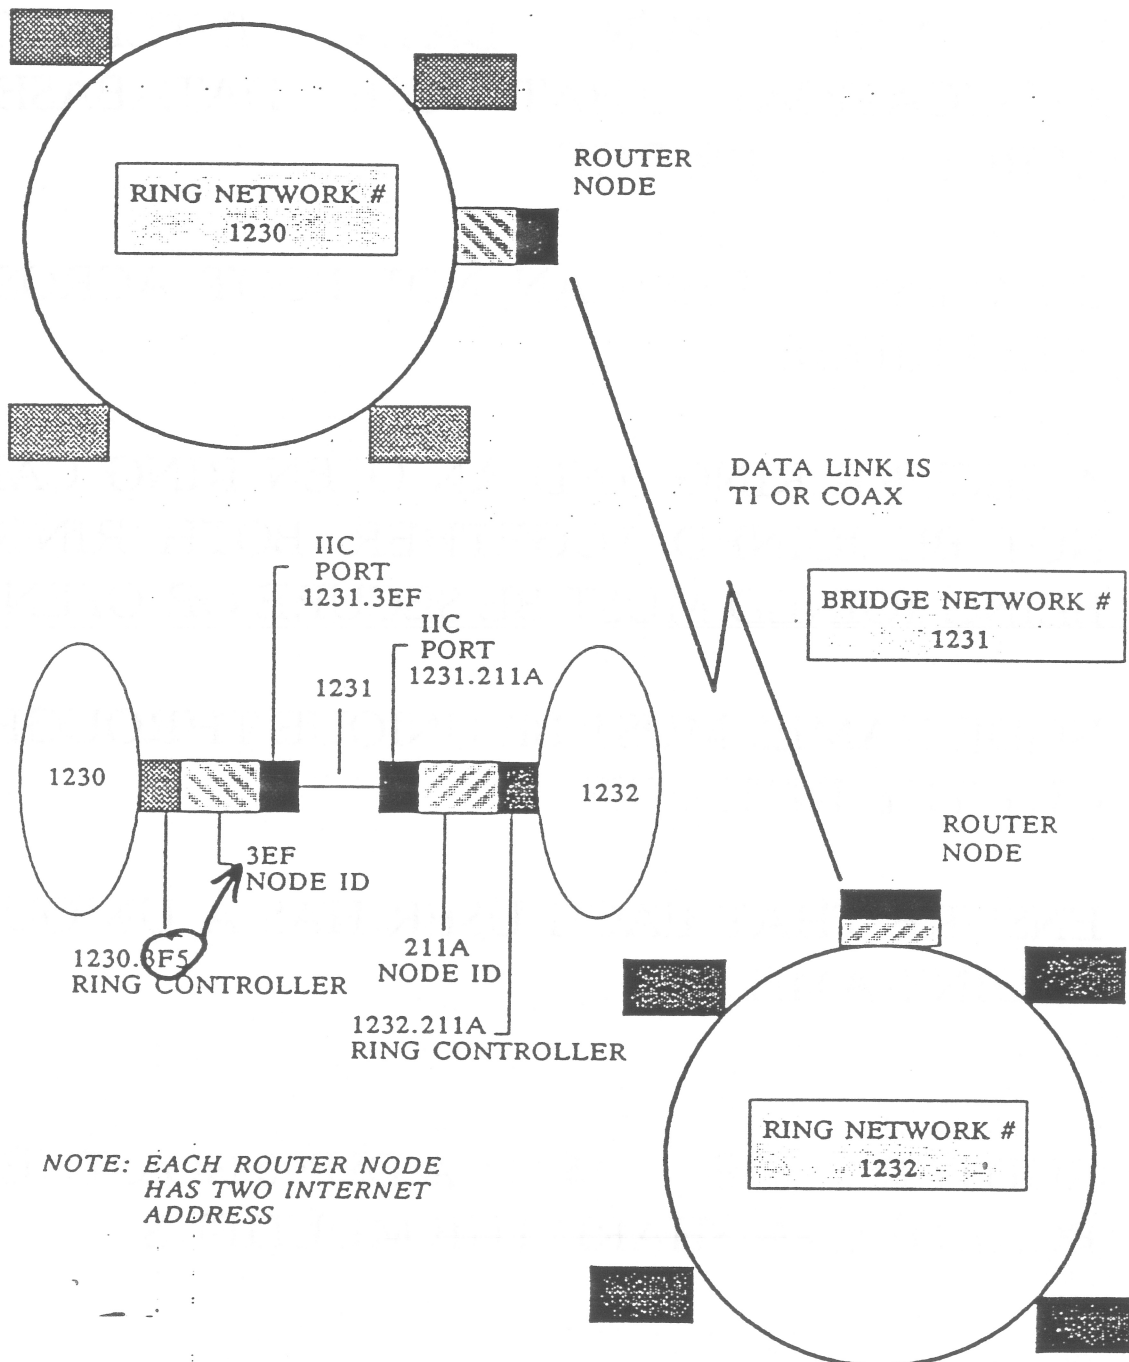 RING NETWORK #
1230
ROUTER
NODE
DATA LINK IS
TI OR COAX
BRIDGE NETWORK #
1231
IIC
PORT
1231.3EF
IIC
PORT
1231.211A
1231
1230
1232
3EF
NODE ID
1230.3F5
RING CONTROLLER
211A
NODE ID
1232.211A
RING CONTROLLER
ROUTER
NODE
RING NETWORK #
1232
NOTE: EACH ROUTER NODE
HAS TWO INTERNET
ADDRESS